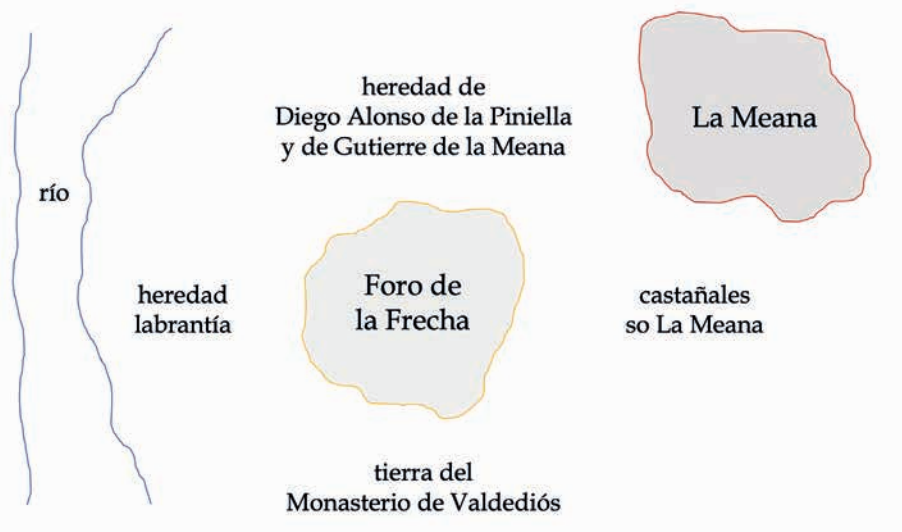 heredad de
Diego Alonso de la Piniella
y de Gutierre de la Meana
La Meana
río
heredad
labrantía
Foro de
la Frecha
castañales
so La Meana
tierra del
Monasterio de Valdediós